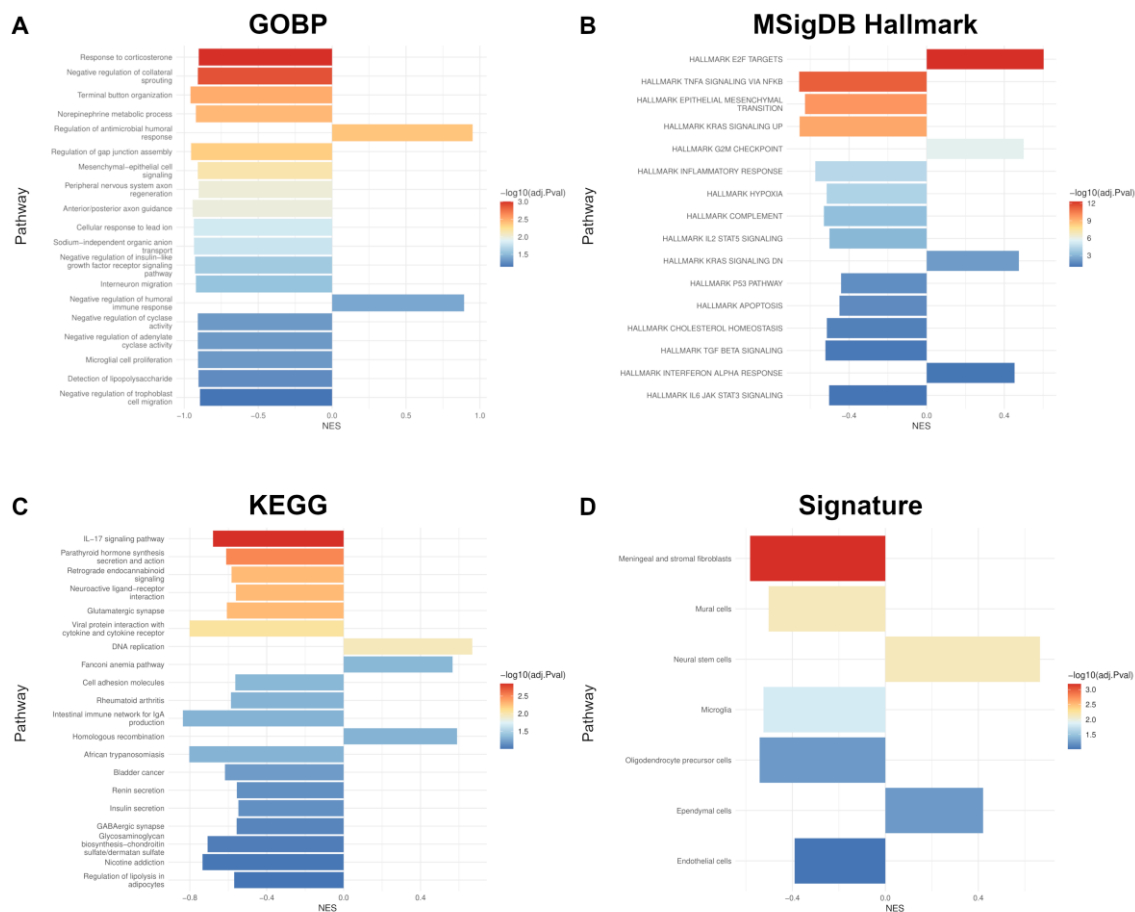 A
GOBP
Response to corticosterone
Negative regulation of collateral
sprouting
Terminal button organization
Norepinephrine metabolic process
Regulation of antimicrobial humoral
response
Regulation of gap junction assembly
Mesenchymal−epithelial cell
signaling
Peripheral nervous system axon
regeneration
Anterior/posterior axon guidance
Cellular response to lead ion
Sodium−independent organic anion
transport
Negative regulation of insulin−like
growth factor receptor signaling
pathway
Interneuron migration
Negative regulation of humoral
immune response
Negative regulation of cyclase
activity
Negative regulation of adenylate
cyclase activity
Microglial cell proliferation
Detection of lipopolysaccharide
Negative regulation of trophoblast
cell migration
Pathway
−1.0 −0.5 0.0 0.5 1.0
NES
−log10(adj.Pval)
3.0
2.5
2.0
1.5
B
MSigDB Hallmark
HALLMARK E2F TARGETS
HALLMARK TNFA SIGNALING VIA NFKB
HALLMARK EPITHELIAL MESENCHYMAL
TRANSITION
HALLMARK KRAS SIGNALING UP
HALLMARK G2M CHECKPOINT
HALLMARK INFLAMMATORY RESPONSE
HALLMARK HYPOXIA
HALLMARK COMPLEMENT
HALLMARK IL2 STAT5 SIGNALING
HALLMARK KRAS SIGNALING DN
HALLMARK P53 PATHWAY
HALLMARK APOPTOSIS
HALLMARK CHOLESTEROL HOMEOSTASIS
HALLMARK TGF BETA SIGNALING
HALLMARK INTERFERON ALPHA RESPONSE
HALLMARK IL6 JAK STAT3 SIGNALING
Pathway
−0.4 0.0 0.4
NES
−log10(adj.Pval)
12
9
6
3
C
KEGG
IL−17 signaling pathway
Parathyroid hormone synthesis
secretion and action
Retrograde endocannabinoid
signaling
Neuroactive ligand−receptor
interaction
Glutamatergic synapse
Viral protein interaction with
cytokine and cytokine receptor
DNA replication
Fanconi anemia pathway
Cell adhesion molecules
Rheumatoid arthritis
Intestinal immune network for IgA
production
Homologous recombination
African trypanosomiasis
Bladder cancer
Renin secretion
Insulin secretion
GABAergic synapse
Glycosaminoglycan
biosynthesis−chondroitin
sulfate/dermatan sulfate
Nicotine addiction
Regulation of lipolysis in
adipocytes
Pathway
−0.8 −0.4 0.0 0.4
NES
−log10(adj.Pval)
2.5
2.0
1.5
D
Signature
Meningeal and stromal fibroblasts
Mural cells
Neural stem cells
Microglia
Oligodendrocyte precursor cells
Ependymal cells
Endothelial cells
Pathway
−0.4 0.0 0.4
NES
−log10(adj.Pval)
3.0
2.5
2.0
1.5